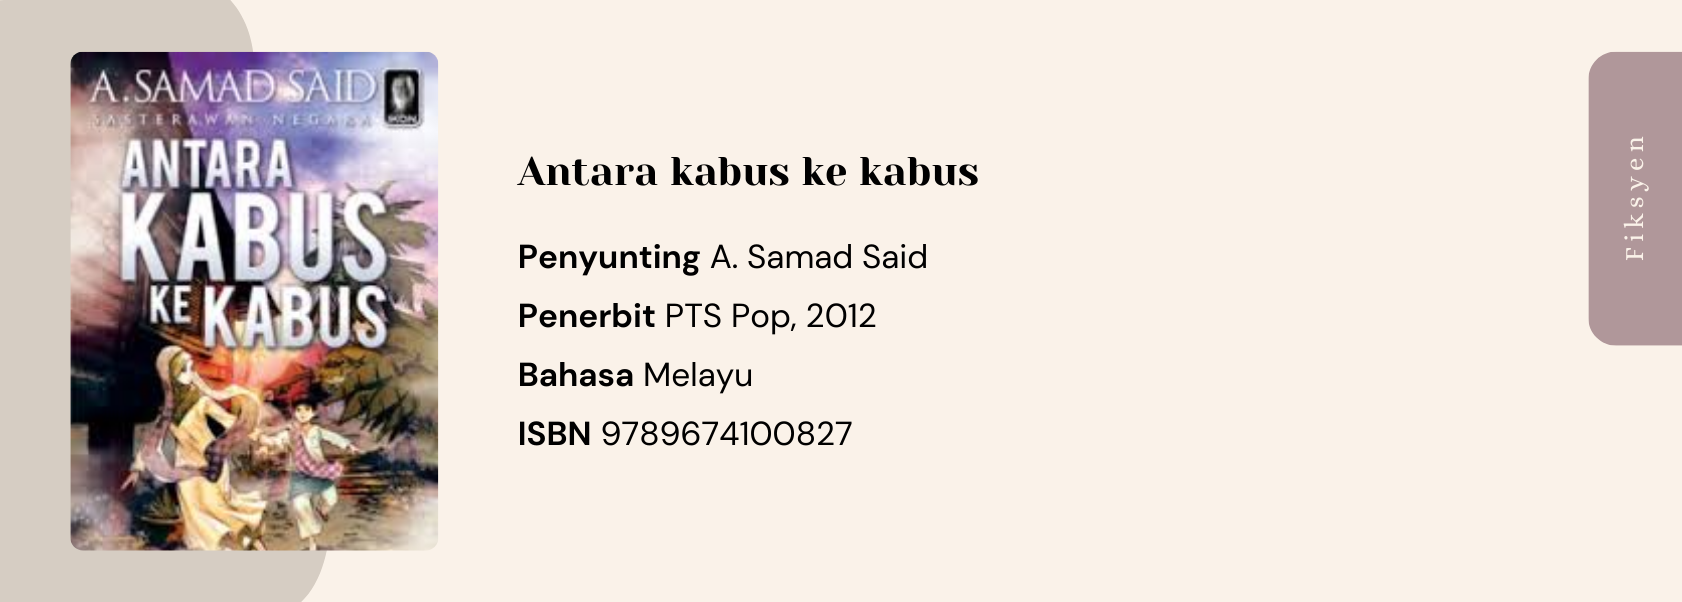 A. SAMAD SAID
SASTERAWAN NEGARA
IKON
ANTARA
KABUS
KE KABUS
Antara kabus ke kabus
Penyunting A. Samad Said
Penerbit PTS Pop, 2012
Bahasa Melayu
ISBN 9789674100827
Fiksyen